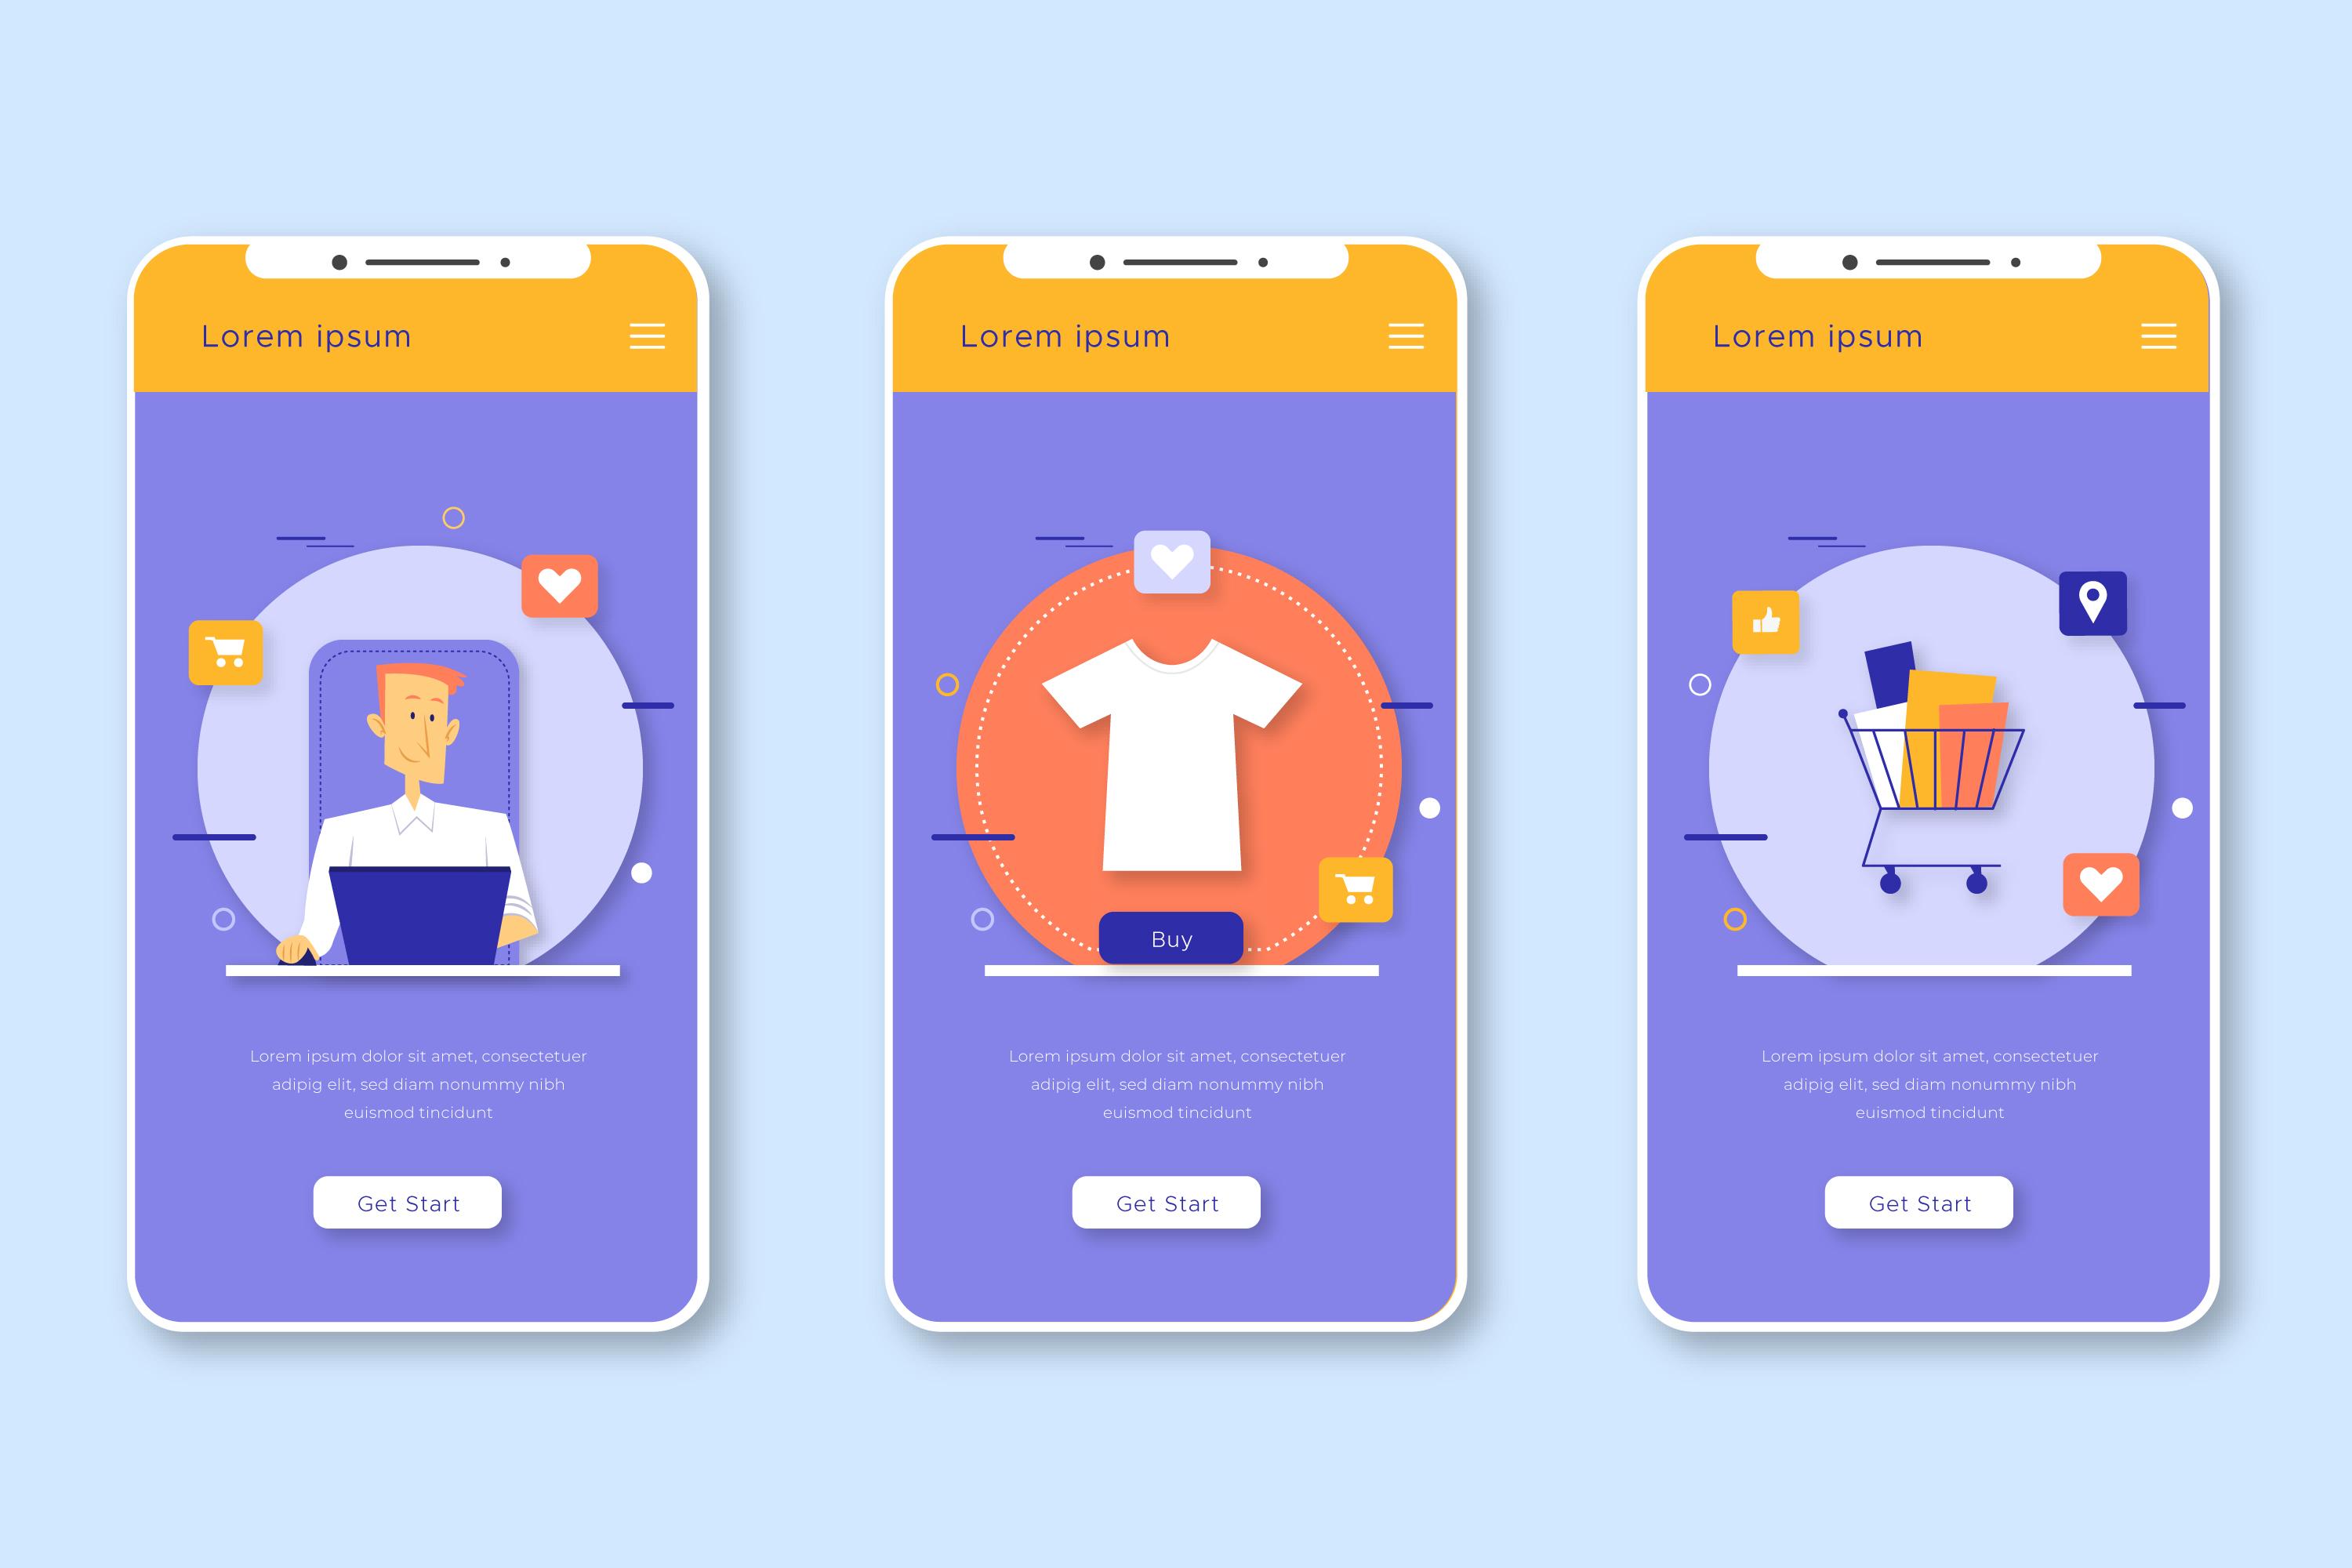 Lorem ipsum
Lorem ipsum dolor sit amet, consectetuer
adipig elit, sed diam nonummy nibh
euismod tincidunt
Get Start
Lorem ipsum
Buy
Lorem ipsum dolor sit amet, consectetuer
adipig elit, sed diam nonummy nibh
euismod tincidunt
Get Start
Lorem ipsum
Lorem ipsum dolor sit amet, consectetuer
adipig elit, sed diam nonummy nibh
euismod tincidunt
Get Start